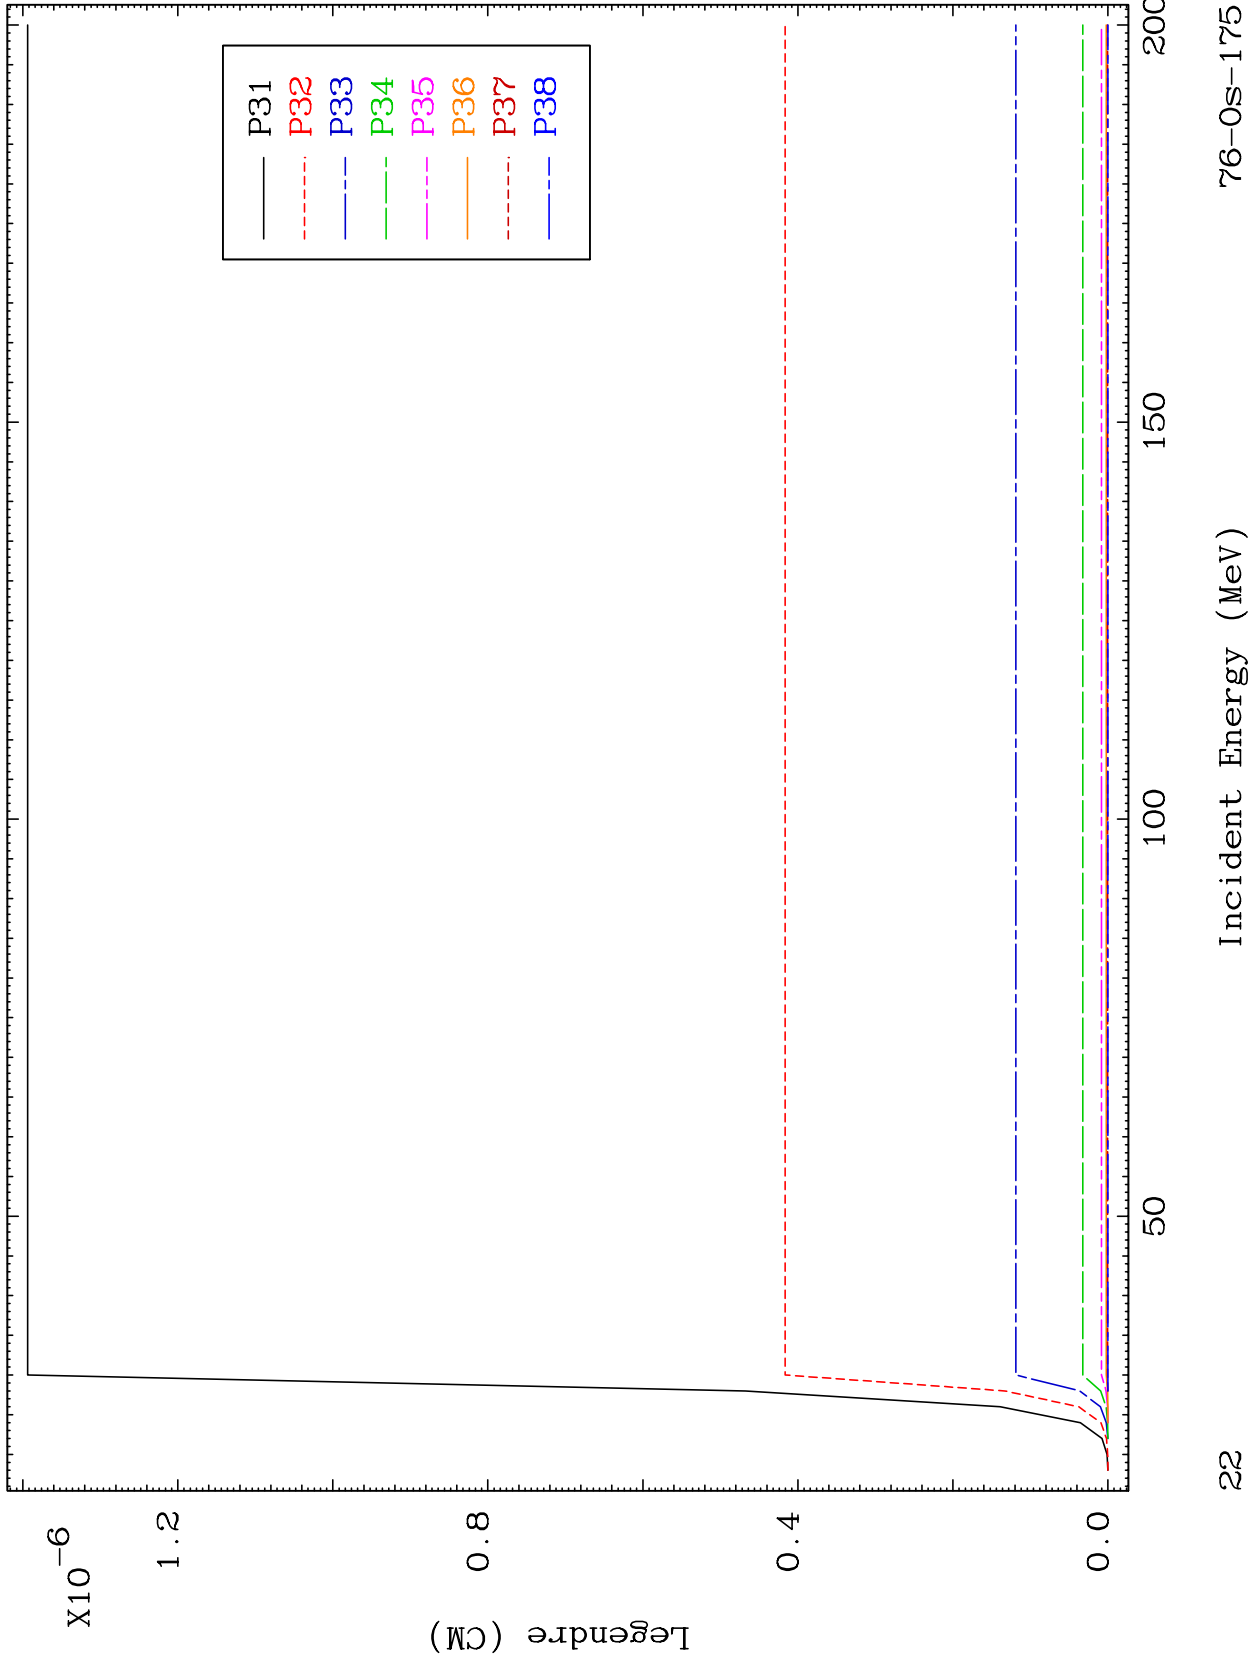 X10-6
1.2
0.8
0.4
0.0
Legendre (CM)
P31
P32
P33
P34
P35
P36
P37
P38
50
100
150
200
Incident Energy (MeV)
22
76-Os-175